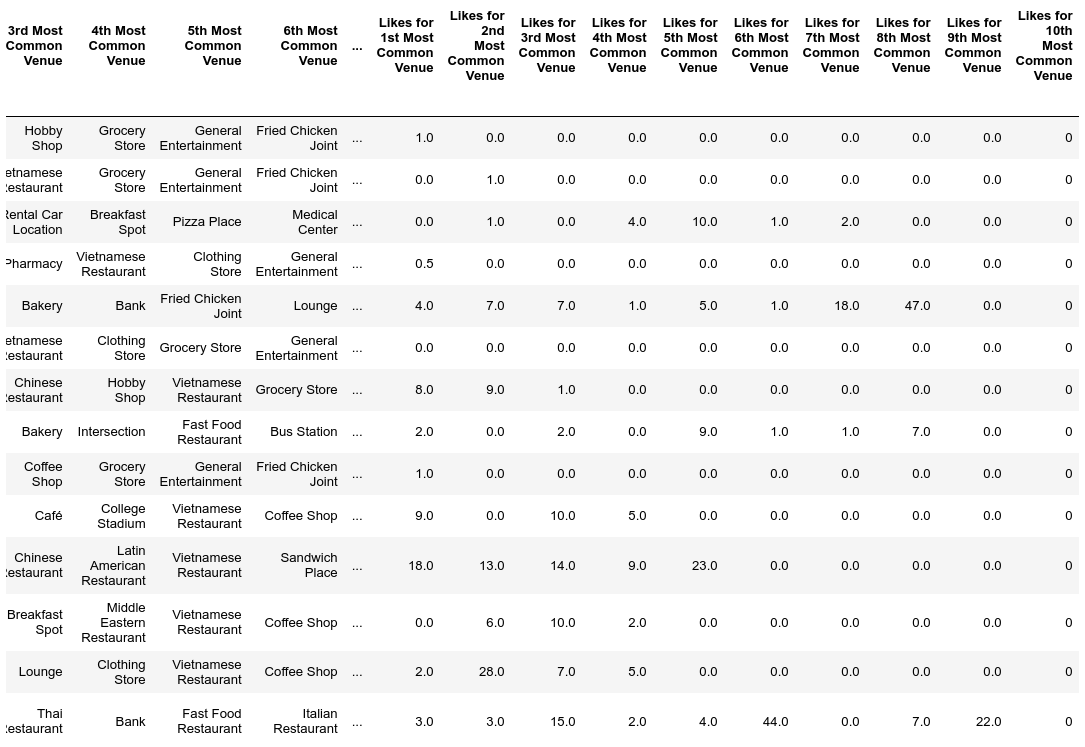 3rd Most Common Venue 4th Most Common Venue 5th Most Common Venue 6th Most Common Venue ... Likes for 1st Most Common Venue Likes for 2nd Most Common Venue Likes for 3rd Most Common Venue Likes for 4th Most Common Venue Likes for 5th Most Common Venue Likes for 6th Most Common Venue Likes for 7th Most Common Venue Likes for 8th Most Common Venue Likes for 9th Most Common Venue Likes for 10th Most Common Venue
Hobby Shop Grocery Store General Entertainment Fried Chicken Joint ... 1.0 0.0 0.0 0.0 0.0 0.0 0.0 0.0 0.0 0
etnamese estaurant Grocery Store General Entertainment Fried Chicken Joint ... 0.0 1.0 0.0 0.0 0.0 0.0 0.0 0.0 0.0 0
Rental Car Location Breakfast Spot Pizza Place Medical Center ... 0.0 1.0 0.0 4.0 10.0 1.0 2.0 0.0 0.0 0
Pharmacy Vietnamese Restaurant Clothing Store General Entertainment ... 0.5 0.0 0.0 0.0 0.0 0.0 0.0 0.0 0.0 0
Bakery Bank Fried Chicken Joint Lounge ... 4.0 7.0 7.0 1.0 5.0 1.0 18.0 47.0 0.0 0
etnamese estaurant Clothing Store Grocery Store General Entertainment ... 0.0 0.0 0.0 0.0 0.0 0.0 0.0 0.0 0.0 0
Chinese estaurant Hobby Shop Vietnamese Restaurant Grocery Store ... 8.0 9.0 1.0 0.0 0.0 0.0 0.0 0.0 0.0 0
Bakery Intersection Fast Food Restaurant Bus Station ... 2.0 0.0 2.0 0.0 9.0 1.0 1.0 7.0 0.0 0
Coffee Shop Grocery Store General Entertainment Fried Chicken Joint ... 1.0 0.0 0.0 0.0 0.0 0.0 0.0 0.0 0.0 0
Café College Stadium Vietnamese Restaurant Coffee Shop ... 9.0 0.0 10.0 5.0 0.0 0.0 0.0 0.0 0.0 0
Chinese estaurant Latin American Restaurant Vietnamese Restaurant Sandwich Place ... 18.0 13.0 14.0 9.0 23.0 0.0 0.0 0.0 0.0 0
Breakfast Spot Middle Eastern Restaurant Vietnamese Restaurant Coffee Shop ... 0.0 6.0 10.0 2.0 0.0 0.0 0.0 0.0 0.0 0
Lounge Clothing Store Vietnamese Restaurant Coffee Shop ... 2.0 28.0 7.0 5.0 0.0 0.0 0.0 0.0 0.0 0
Thai estaurant Bank Fast Food Restaurant Italian Restaurant ... 3.0 3.0 15.0 2.0 4.0 44.0 0.0 7.0 22.0 0